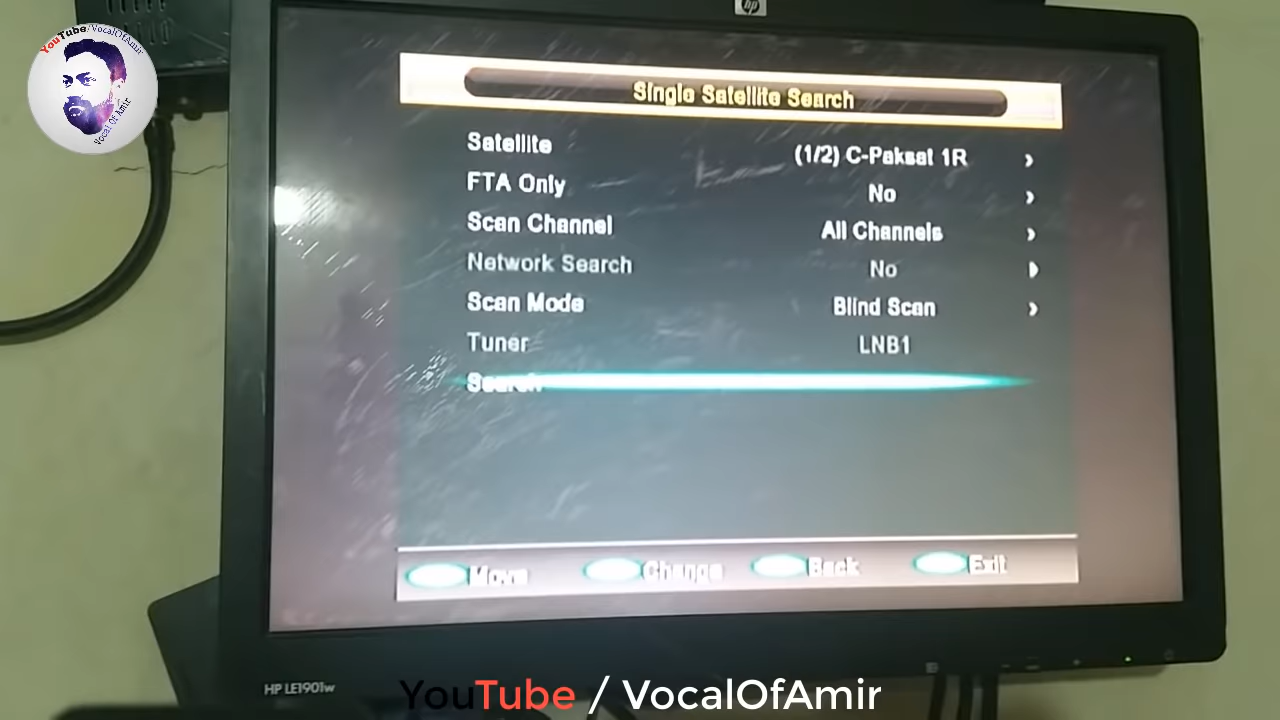 YouTube/VocalOfAmir
Vocal Of Amir
hp
Single Satellite Search
Satellite (1/2) C-Paksat 1R
FTA Only No
Scan Channel All Channels
Network Search No
Scan Mode Blind Scan
Tuner LNB1
Search
Move Change Back Exit
HP LE1901w
YouTube / VocalOfAmir